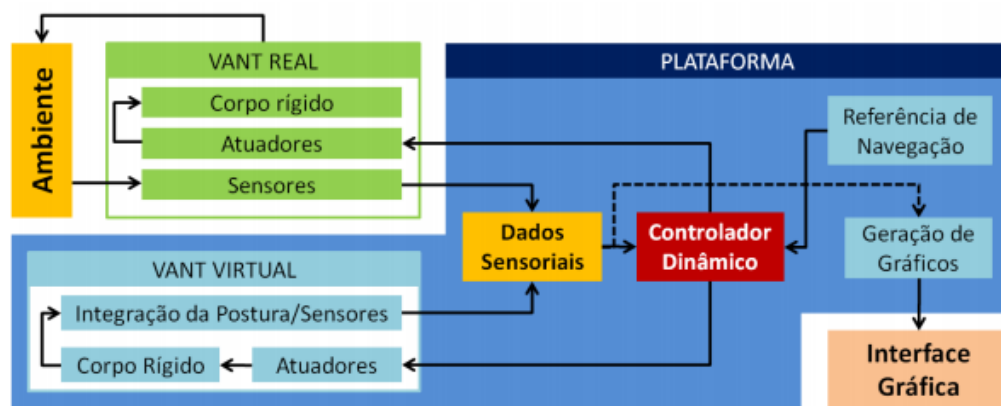 VANT REAL
PLATAFORMA
Ambiente
Corpo rígido
Atuadores
Sensores
Referência de
Navegação
Dados
Sensoriais
Controlador
Dinâmico
Geração de
Gráficos
VANT VIRTUAL
Integração da Postura/Sensores
Corpo Rígido
Atuadores
Interface
Gráfica